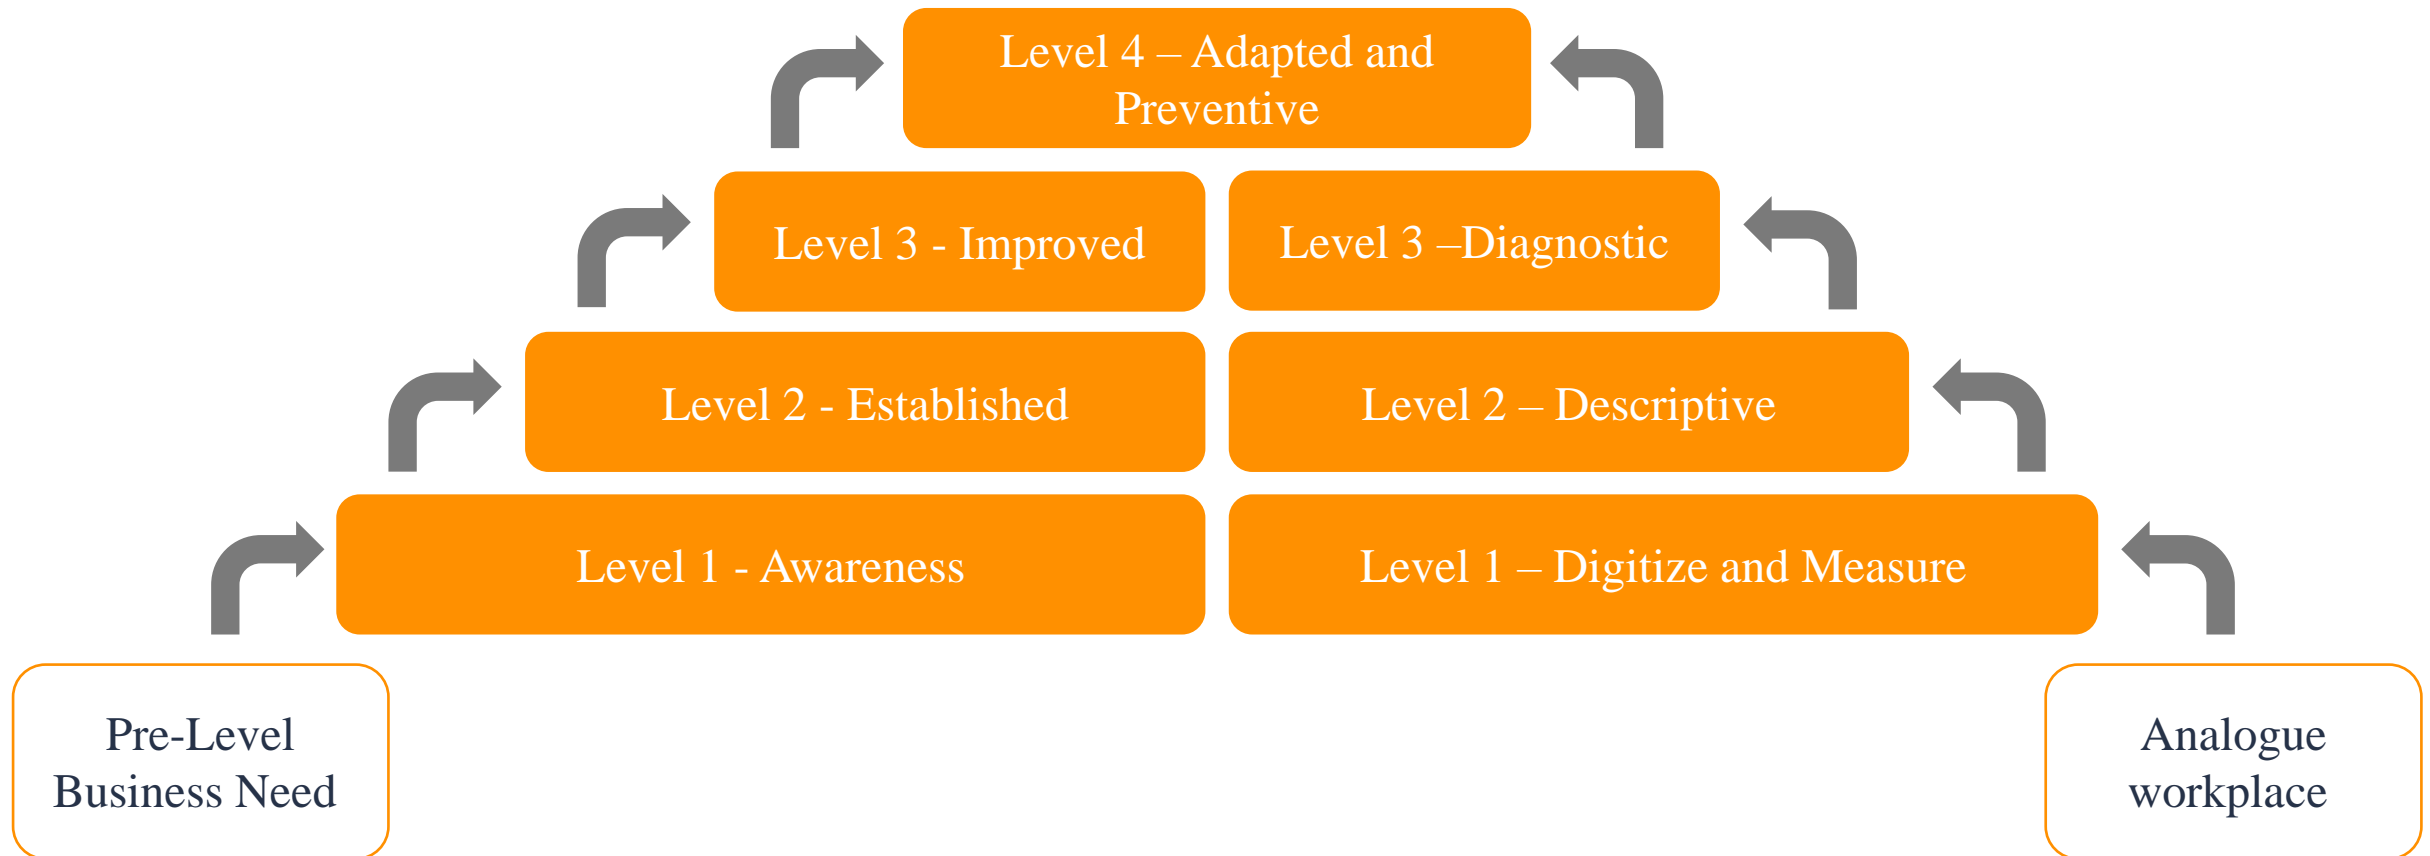 Level 4 – Adapted and
Preventive
Level 3 - Improved
Level 3 –Diagnostic
Level 2 - Established
Level 2 – Descriptive
Level 1 - Awareness
Level 1 – Digitize and Measure
Pre-Level
Business Need
Analogue
workplace